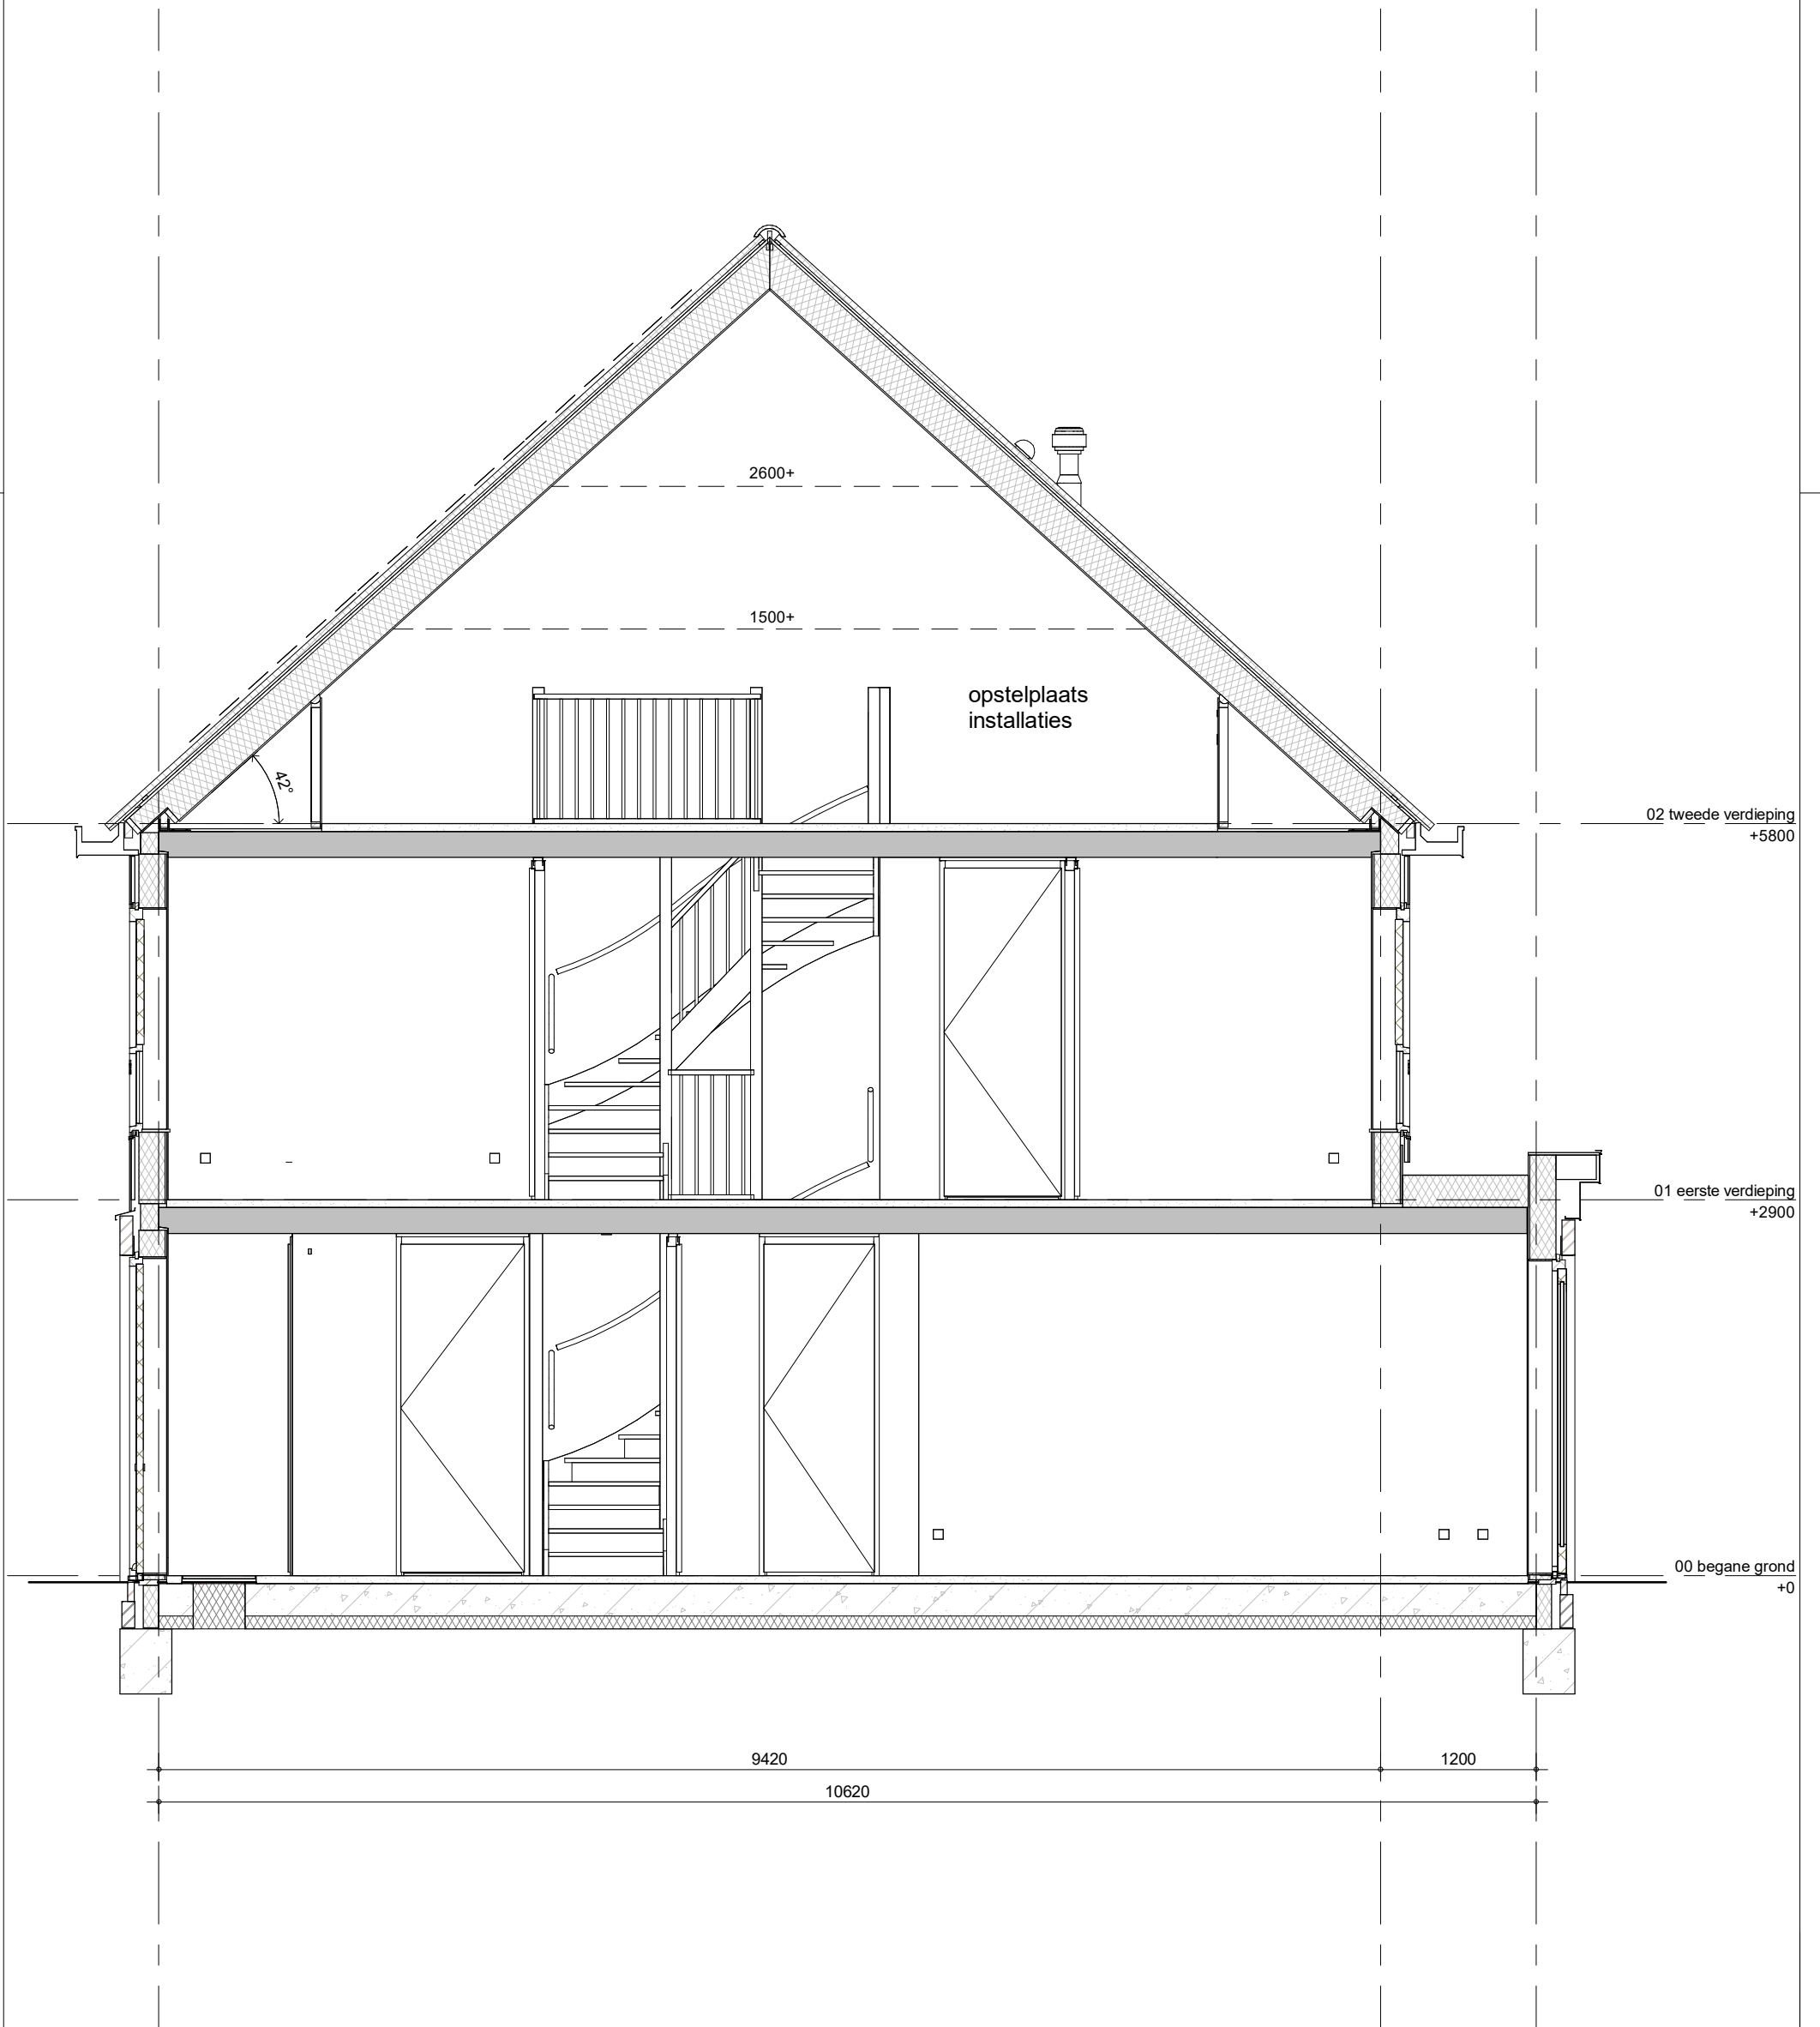 2600+
1500+
opstelplaats
installaties
42°
02 tweede verdieping
+5800
01 eerste verdieping
+2900
00 begane grond
+0
9420
1200
10620